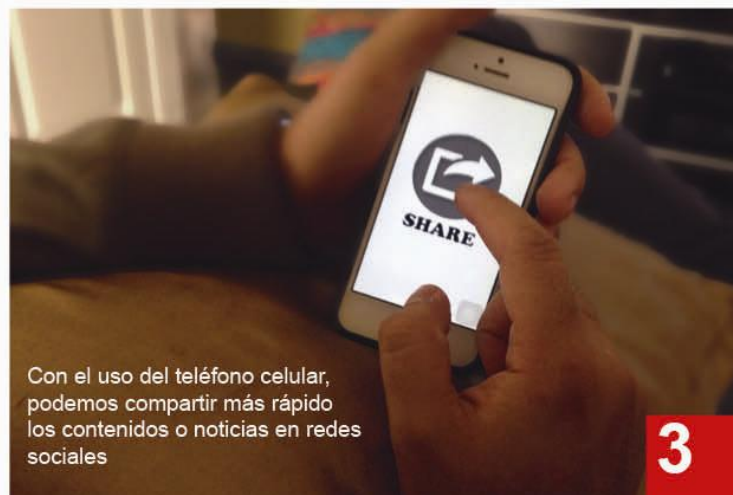 SHARE
Con el uso del teléfono celular,
podemos compartir más rápido
los contenidos o noticias en redes
sociales
3